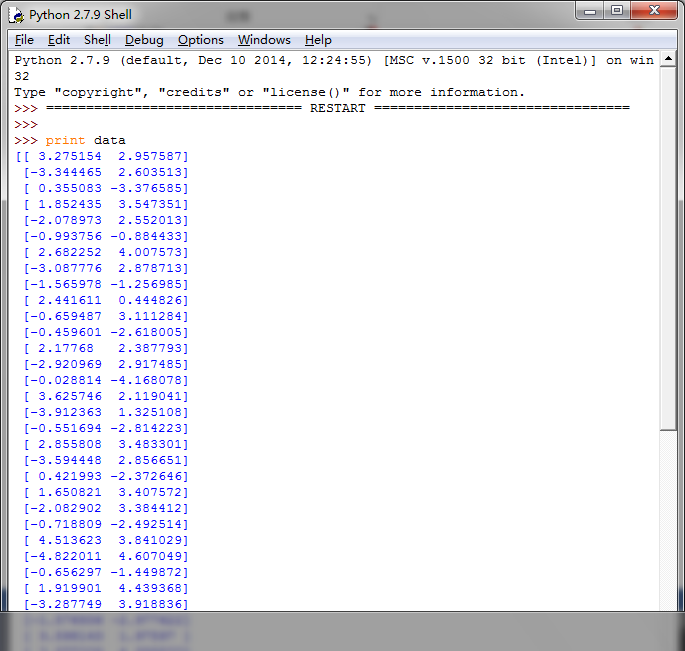 Python 2.7.9 Shell
File Edit Shell Debug Options Windows Help
Python 2.7.9 (default, Dec 10 2014, 12:24:55) [MSC v.1500 32 bit (Intel)] on win
32
Type "copyright", "credits" or "license()" for more information.
>>> ================================ RESTART ================================
>>>
>>> print data
[[ 3.275154  2.957587]
 [-3.344465  2.603513]
 [ 0.355083 -3.376585]
 [ 1.852435  3.547351]
 [-2.078973  2.552013]
 [-0.993756 -0.884433]
 [ 2.682252  4.007573]
 [-3.087776  2.878713]
 [-1.565978 -1.256985]
 [ 2.441611  0.444826]
 [-0.659487  3.111284]
 [-0.459601 -2.618005]
 [ 2.17768   2.387793]
 [-2.920969  2.917485]
 [-0.028814 -4.168078]
 [ 3.625746  2.119041]
 [-3.912363  1.325108]
 [-0.551694 -2.814223]
 [ 2.855808  3.483301]
 [-3.594448  2.856651]
 [ 0.421993 -2.372646]
 [ 1.650821  3.407572]
 [-2.082902  3.384412]
 [-0.718809 -2.492514]
 [ 4.513623  3.841029]
 [-4.822011  4.607049]
 [-0.656297 -1.449872]
 [ 1.919901  4.439368]
 [-3.287749  3.918836]